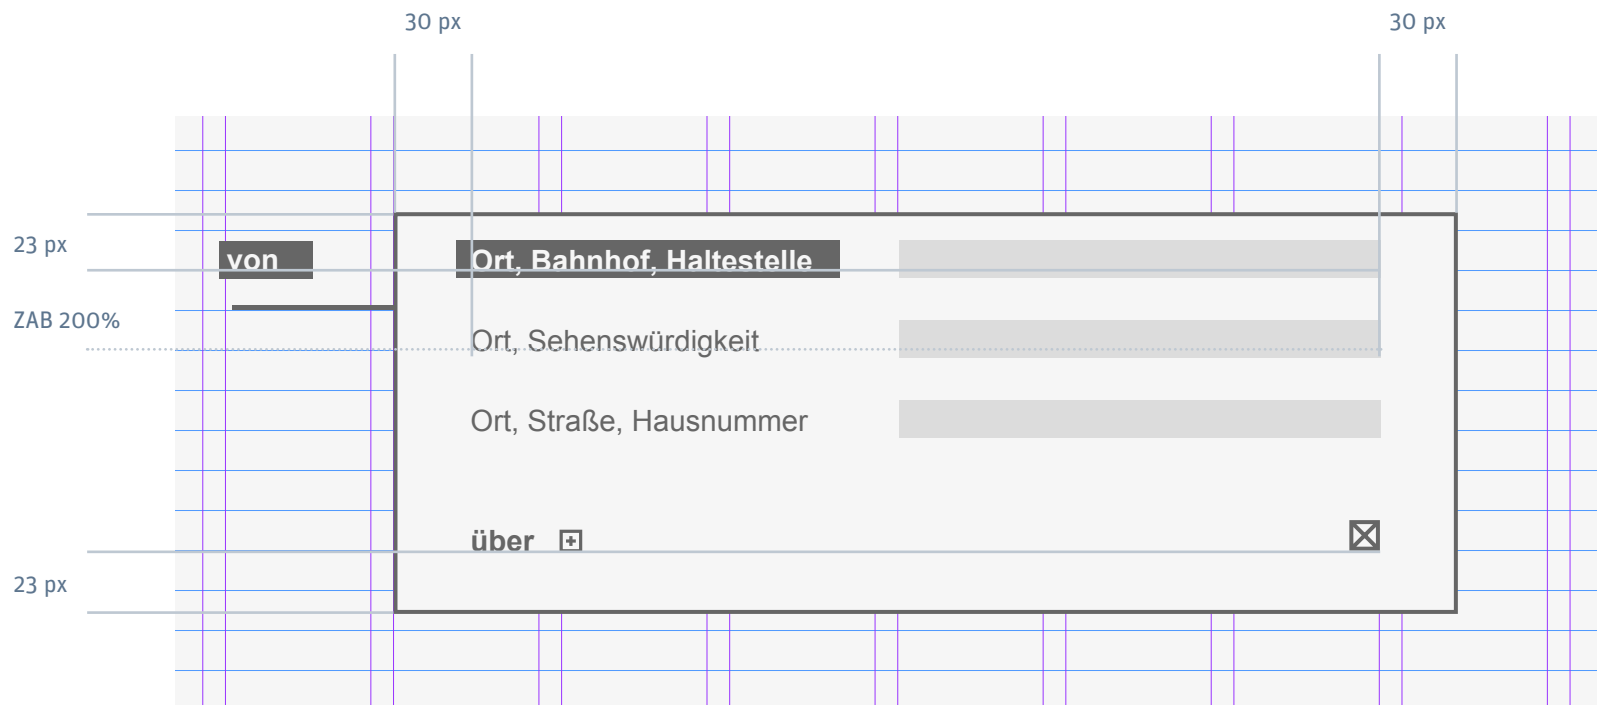 30 px 30 px
23 px
von Ort, Bahnhof, Haltestelle
ZAB 200%
Ort, Sehenswürdigkeit
Ort, Straße, Hausnummer
über
23 px